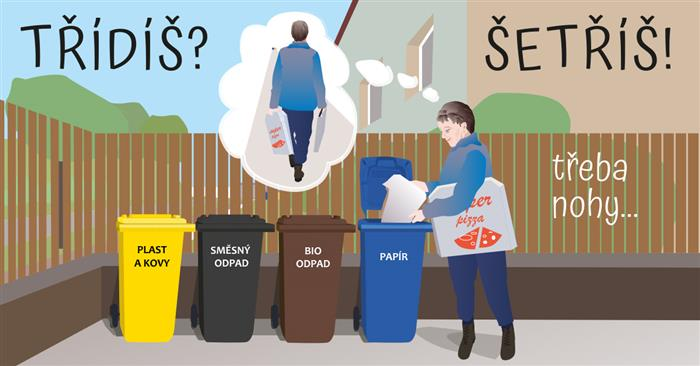 TŘÍDÍŠ?
ŠETŘÍŠ!
třeba
nohy...
PLAST
A KOVY
SMĚSNÝ
ODPAD
BIO
ODPAD
PAPÍR
pizza